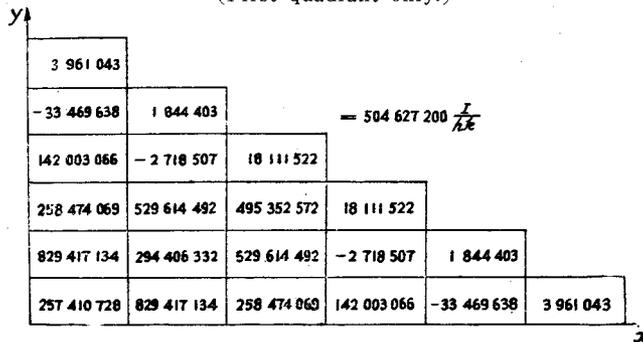 (First quadrant only.)
y
3 961 043
-33 469 638 1 844 403
= 504 627 200 I/hk
142 003 066 -2 718 507 18 111 522
258 474 069 529 614 492 495 352 572 18 111 522
829 417 134 294 406 332 529 614 492 -2 718 507 1 844 403
257 410 728 829 417 134 258 474 069 142 003 066 -33 469 638 3 961 043
x